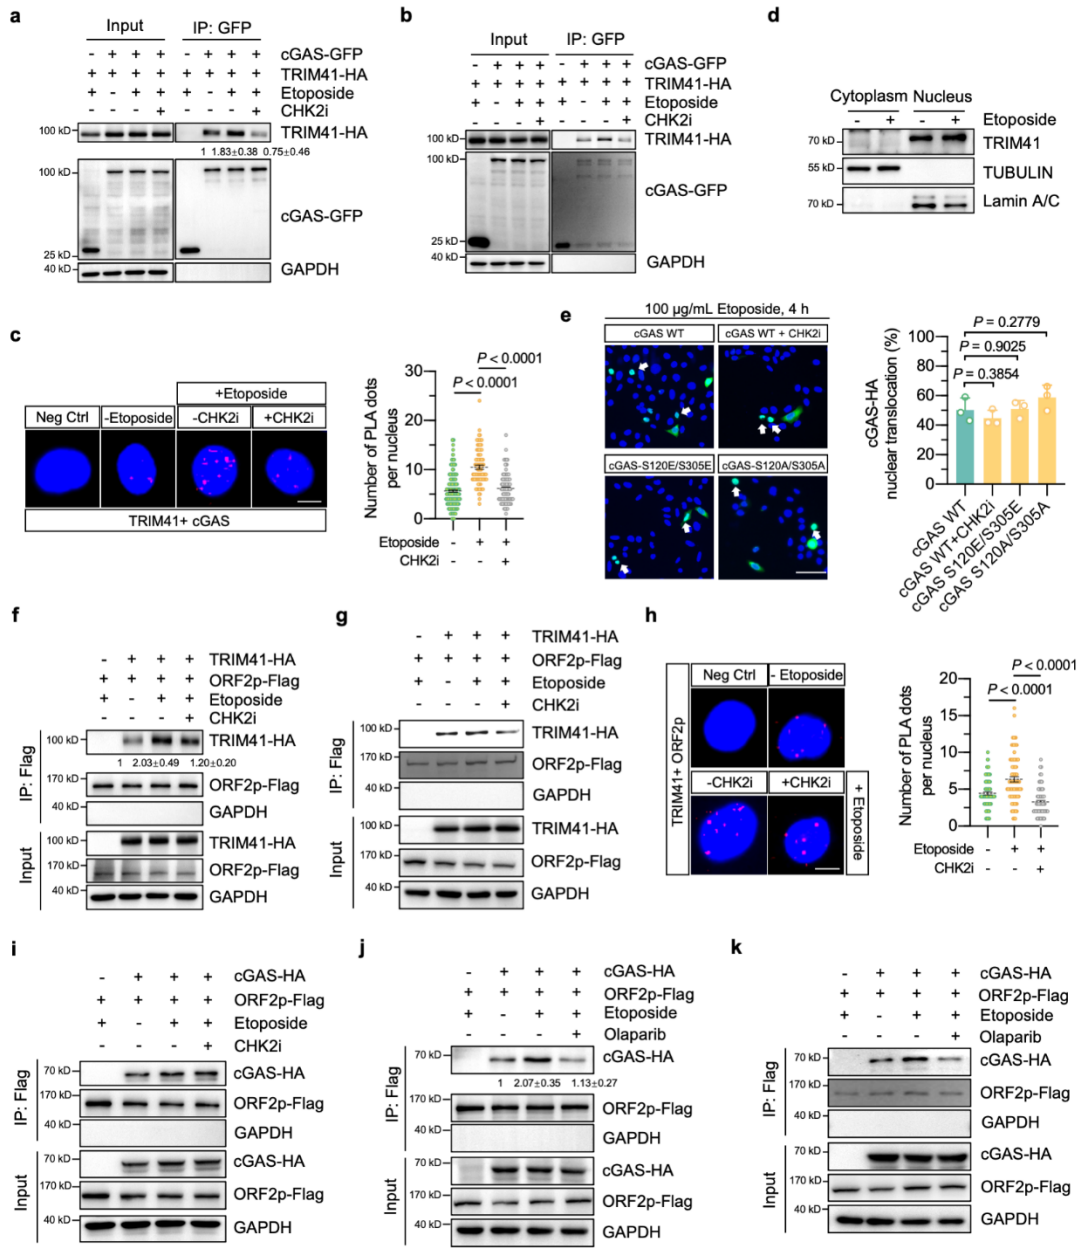 a
Input IP: GFP
- + + + - + + + cGAS-GFP
+ + + + + + + + TRIM41-HA
+ - + + + - + + Etoposide
- - - + - - - + CHK2i
100 kD TRIM41-HA
1 1.83±0.38 0.75±0.46
100 kD
cGAS-GFP
25 kD
40 kD GAPDH
b
Input IP: GFP
- + + + - + + + cGAS-GFP
+ + + + + + + + TRIM41-HA
+ - + + + - + + Etoposide
- - - + - - - + CHK2i
100 kD TRIM41-HA
100 kD
cGAS-GFP
25 kD
40 kD GAPDH
d
Cytoplasm Nucleus
- + - + Etoposide
70 kD TRIM41
55 kD TUBULIN
70 kD Lamin A/C
c
+Etoposide
Neg Ctrl -Etoposide -CHK2i +CHK2i
TRIM41+ cGAS
Number of PLA dots per nucleus
P < 0.0001
P < 0.0001
30
20
10
0
Etoposide - + +
CHK2i - - +
e
100 µg/mL Etoposide, 4 h
cGAS WT cGAS WT + CHK2i
cGAS-S120E/S305E cGAS-S120A/S305A
cGAS-HA nuclear translocation (%)
100
80
60
40
20
0
P = 0.2779
P = 0.9025
P = 0.3854
cGAS WT
cGAS WT+CHK2i
cGAS S120E/S305E
cGAS S120A/S305A
f
- + + + TRIM41-HA
+ + + + ORF2p-Flag
+ - + + Etoposide
- - - + CHK2i
IP: Flag
100 kD TRIM41-HA
1 2.03±0.49 1.20±0.20
170 kD ORF2p-Flag
40 kD GAPDH
Input
100 kD TRIM41-HA
170 kD ORF2p-Flag
40 kD GAPDH
g
- + + + TRIM41-HA
+ + + + ORF2p-Flag
+ - + + Etoposide
- - - + CHK2i
IP: Flag
100 kD TRIM41-HA
170 kD ORF2p-Flag
40 kD GAPDH
Input
100 kD TRIM41-HA
170 kD ORF2p-Flag
40 kD GAPDH
h
TRIM41+ ORF2p
Neg Ctrl - Etoposide
-CHK2i +CHK2i
+ Etoposide
Number of PLA dots per nucleus
P < 0.0001
P < 0.0001
20
15
10
5
0
Etoposide - + +
CHK2i - - +
i
- + + + cGAS-HA
+ + + + ORF2p-Flag
+ - + + Etoposide
- - - + CHK2i
IP: Flag
70 kD cGAS-HA
170 kD ORF2p-Flag
40 kD GAPDH
Input
70 kD cGAS-HA
170 kD ORF2p-Flag
40 kD GAPDH
j
- + + + cGAS-HA
+ + + + ORF2p-Flag
+ - + + Etoposide
- - - + Olaparib
IP: Flag
70 kD cGAS-HA
1 2.07±0.35 1.13±0.27
170 kD ORF2p-Flag
40 kD GAPDH
Input
70 kD cGAS-HA
170 kD ORF2p-Flag
40 kD GAPDH
k
- + + + cGAS-HA
+ + + + ORF2p-Flag
+ - + + Etoposide
- - - + Olaparib
IP: Flag
70 kD cGAS-HA
170 kD ORF2p-Flag
40 kD GAPDH
Input
70 kD cGAS-HA
170 kD ORF2p-Flag
40 kD GAPDH